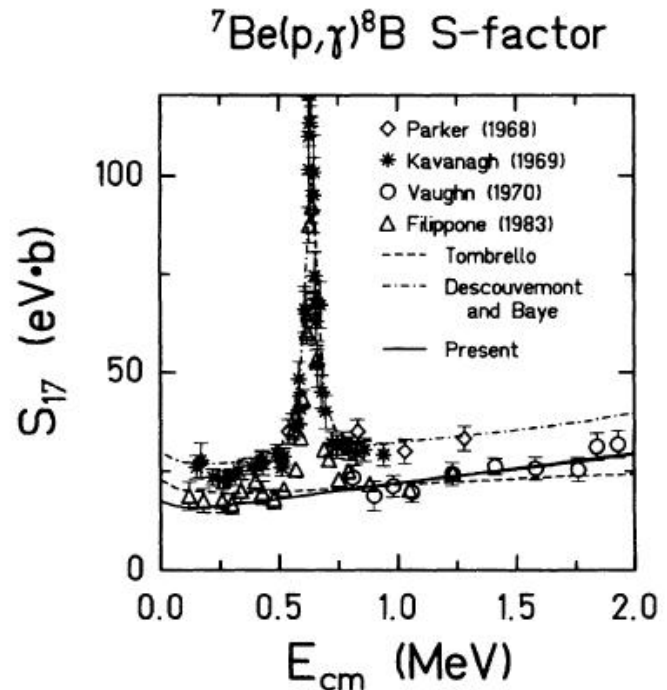 ⁷Be(p,γ)⁸B S-factor
Parker (1968)
Kavanagh (1969)
Vaughn (1970)
Filippone (1983)
Tombrello
Descouvemont
and Baye
Present
100
50
0
S₁₇ (eV·b)
0.0 0.5 1.0 1.5 2.0
E_cm (MeV)